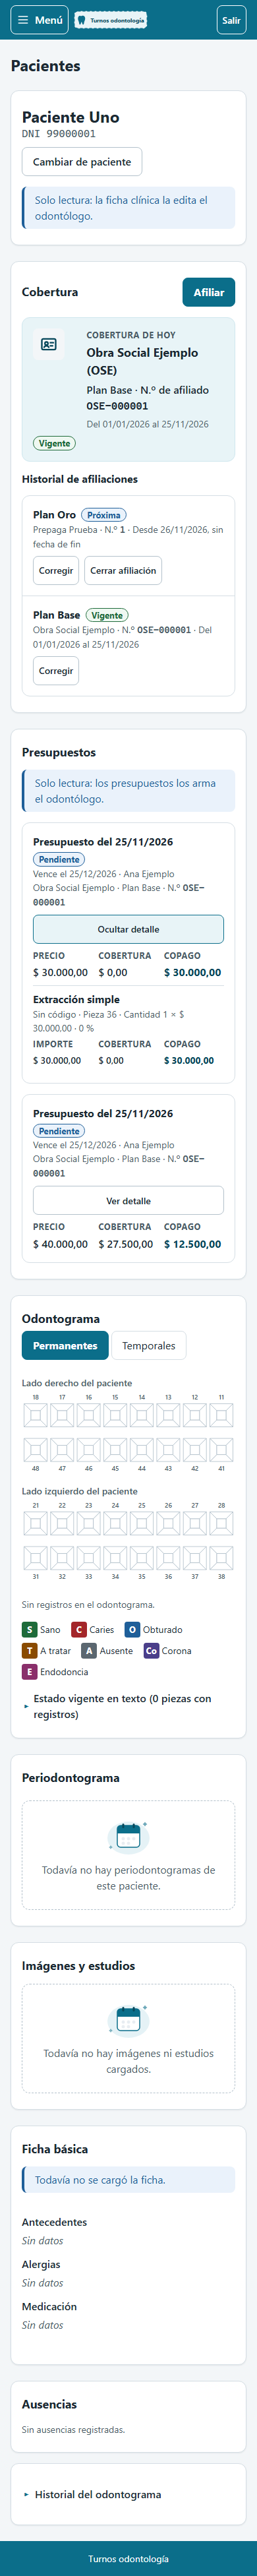 Menú
Turnos odontología
Salir
Pacientes
Paciente Uno
DNI 99000001
Cambiar de paciente
Solo lectura: la ficha clínica la edita el
odontólogo.
Cobertura
Afiliar
COBERTURA DE HOY
Obra Social Ejemplo
(OSE)
Plan Base · N.º de afiliado
OSE-000001
Del 01/01/2026 al 25/11/2026
Vigente
Historial de afiliaciones
Plan Oro Próxima
Prepaga Prueba · N.º 1 · Desde 26/11/2026, sin
fecha de fin
Corregir Cerrar afiliación
Plan Base Vigente
Obra Social Ejemplo · N.º OSE-000001 · Del
01/01/2026 al 25/11/2026
Corregir
Presupuestos
Solo lectura: los presupuestos los arma
el odontólogo.
Presupuesto del 25/11/2026
Pendiente
Vence el 25/12/2026 · Ana Ejemplo
Obra Social Ejemplo · Plan Base · N.º OSE-
000001
Ocultar detalle
PRECIO COBERTURA COPAGO
$ 30.000,00 $ 0,00 $ 30.000,00
Extracción simple
Sin código · Pieza 36 · Cantidad 1 × $
30.000,00 · 0 %
IMPORTE COBERTURA COPAGO
$ 30.000,00 $ 0,00 $ 30.000,00
Presupuesto del 25/11/2026
Pendiente
Vence el 25/12/2026 · Ana Ejemplo
Obra Social Ejemplo · Plan Base · N.º OSE-
000001
Ver detalle
PRECIO COBERTURA COPAGO
$ 40.000,00 $ 27.500,00 $ 12.500,00
Odontograma
Permanentes Temporales
Lado derecho del paciente
18 17 16 15 14 13 12 11
48 47 46 45 44 43 42 41
Lado izquierdo del paciente
21 22 23 24 25 26 27 28
31 32 33 34 35 36 37 38
Sin registros en el odontograma.
S Sano C Caries O Obturado
T A tratar A Ausente Co Corona
E Endodoncia
Estado vigente en texto (0 piezas con
registros)
Periodontograma
Todavía no hay periodontogramas de
este paciente.
Imágenes y estudios
Todavía no hay imágenes ni estudios
cargados.
Ficha básica
Todavía no se cargó la ficha.
Antecedentes
Sin datos
Alergias
Sin datos
Medicación
Sin datos
Ausencias
Sin ausencias registradas.
Historial del odontograma
Turnos odontología